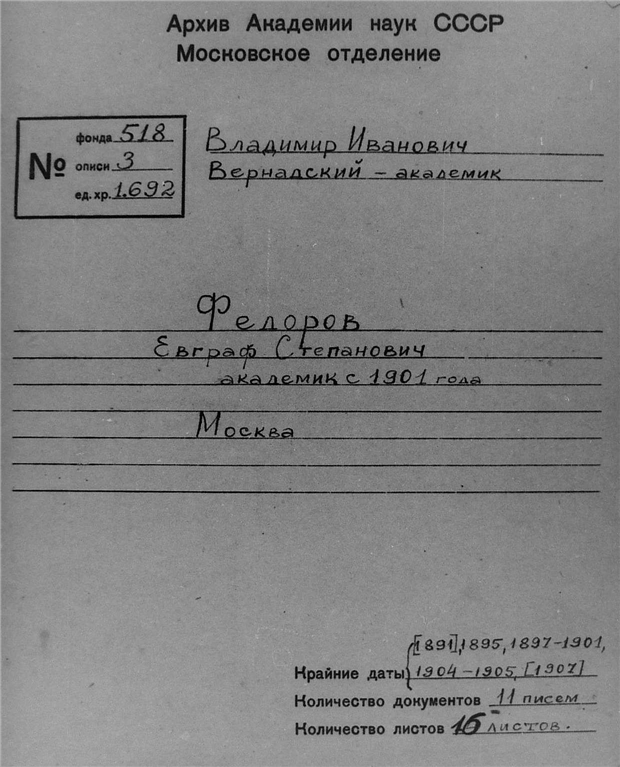 Архив Академии наук СССР
Московское отделение
№ фонда 518
описи 3
ед. хр. 1.692
Владимир Иванович
Вернадский – академик
Федоров
Евграф Степанович
академик с 1901 года
Москва
[1891], 1895, 1897–1901,
Крайние даты 1904–1905, [1907]
Количество документов 11 писем
Количество листов 16 листов.